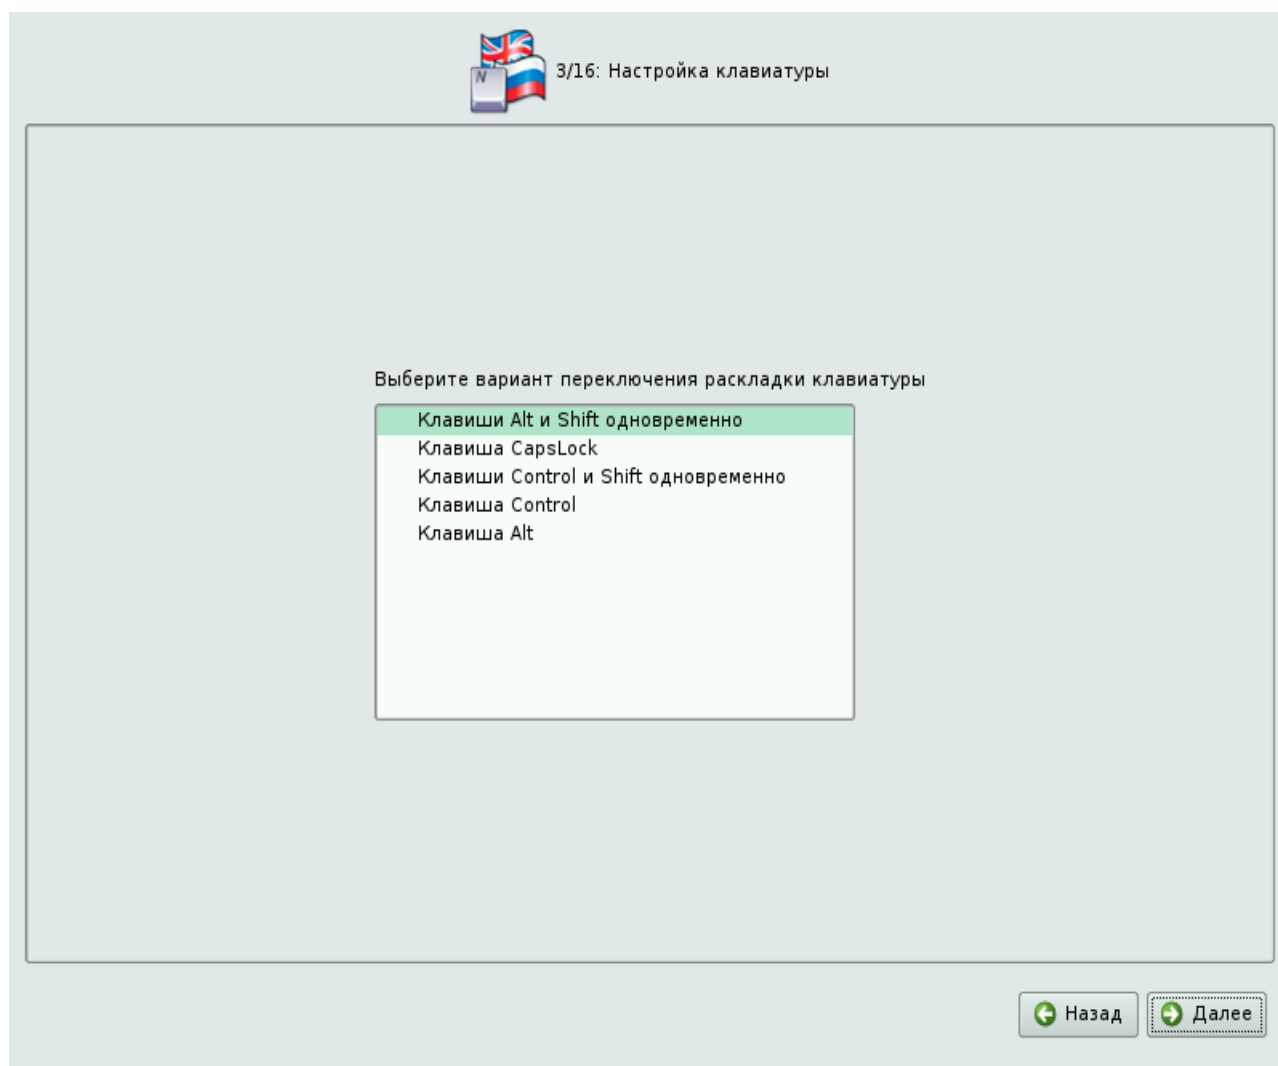 N
3/16: Настройка клавиатуры
Выберите вариант переключения раскладки клавиатуры
Клавиши Alt и Shift одновременно
Клавиша CapsLock
Клавиши Control и Shift одновременно
Клавиша Control
Клавиша Alt
Назад
Далее